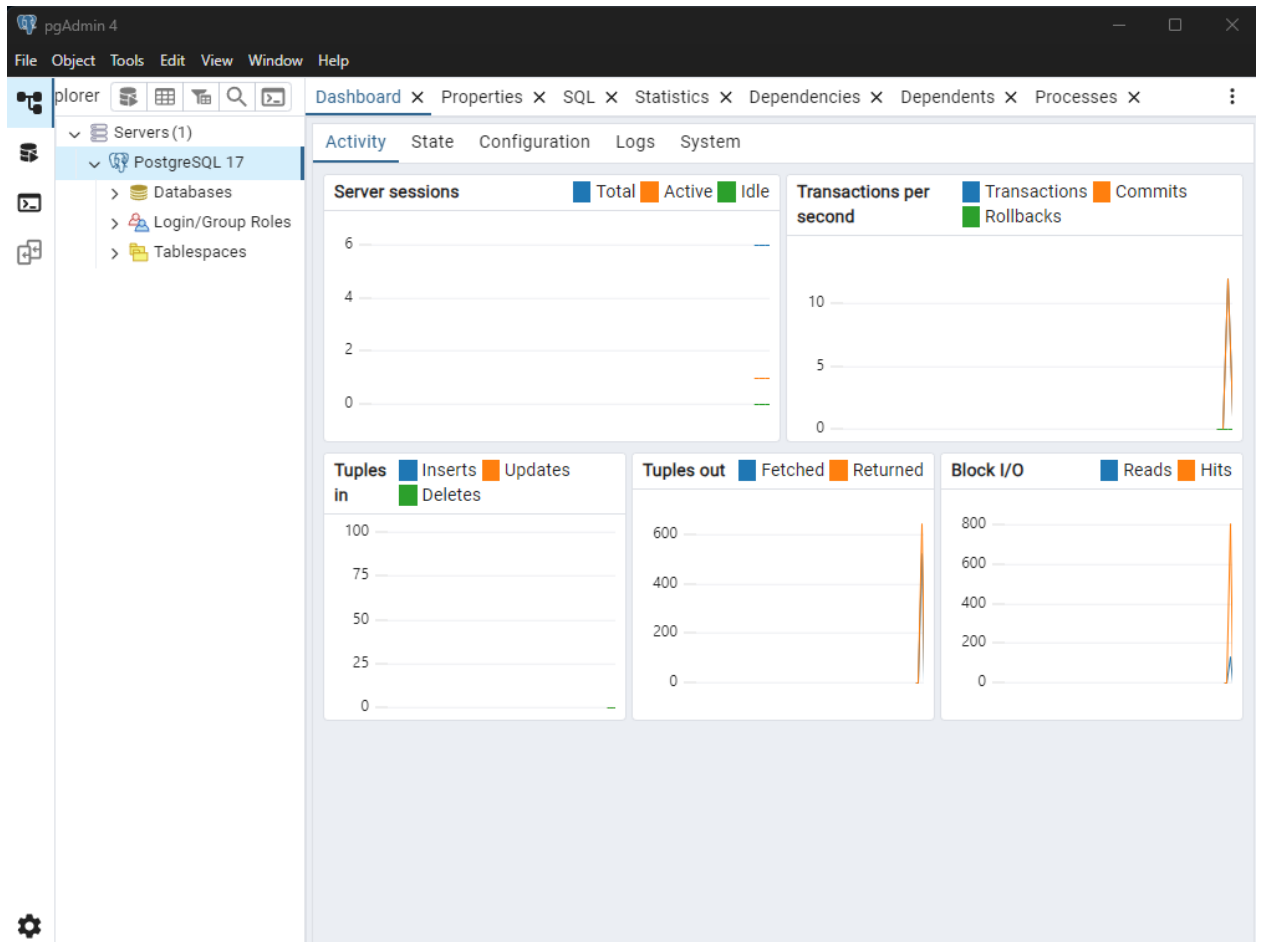 pgAdmin 4
File Object Tools Edit View Window Help
plorer
Dashboard Properties SQL Statistics Dependencies Dependents Processes
Servers (1)
PostgreSQL 17
Databases
Login/Group Roles
Tablespaces
Activity State Configuration Logs System
Server sessions Total Active Idle
6
4
2
0
Transactions per second Transactions Commits
Rollbacks
10
5
0
Tuples in Inserts Updates
Deletes
100
75
50
25
0
Tuples out Fetched Returned
600
400
200
0
Block I/O Reads Hits
800
600
400
200
0